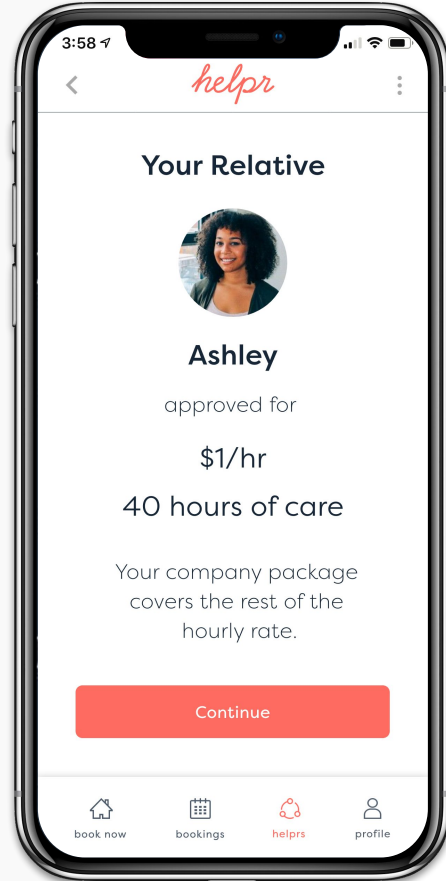 3:58
helpr
Your Relative
Ashley
approved for
$1/hr
40 hours of care
Your company package
covers the rest of the
hourly rate.
Continue
book now
bookings
helprs
profile